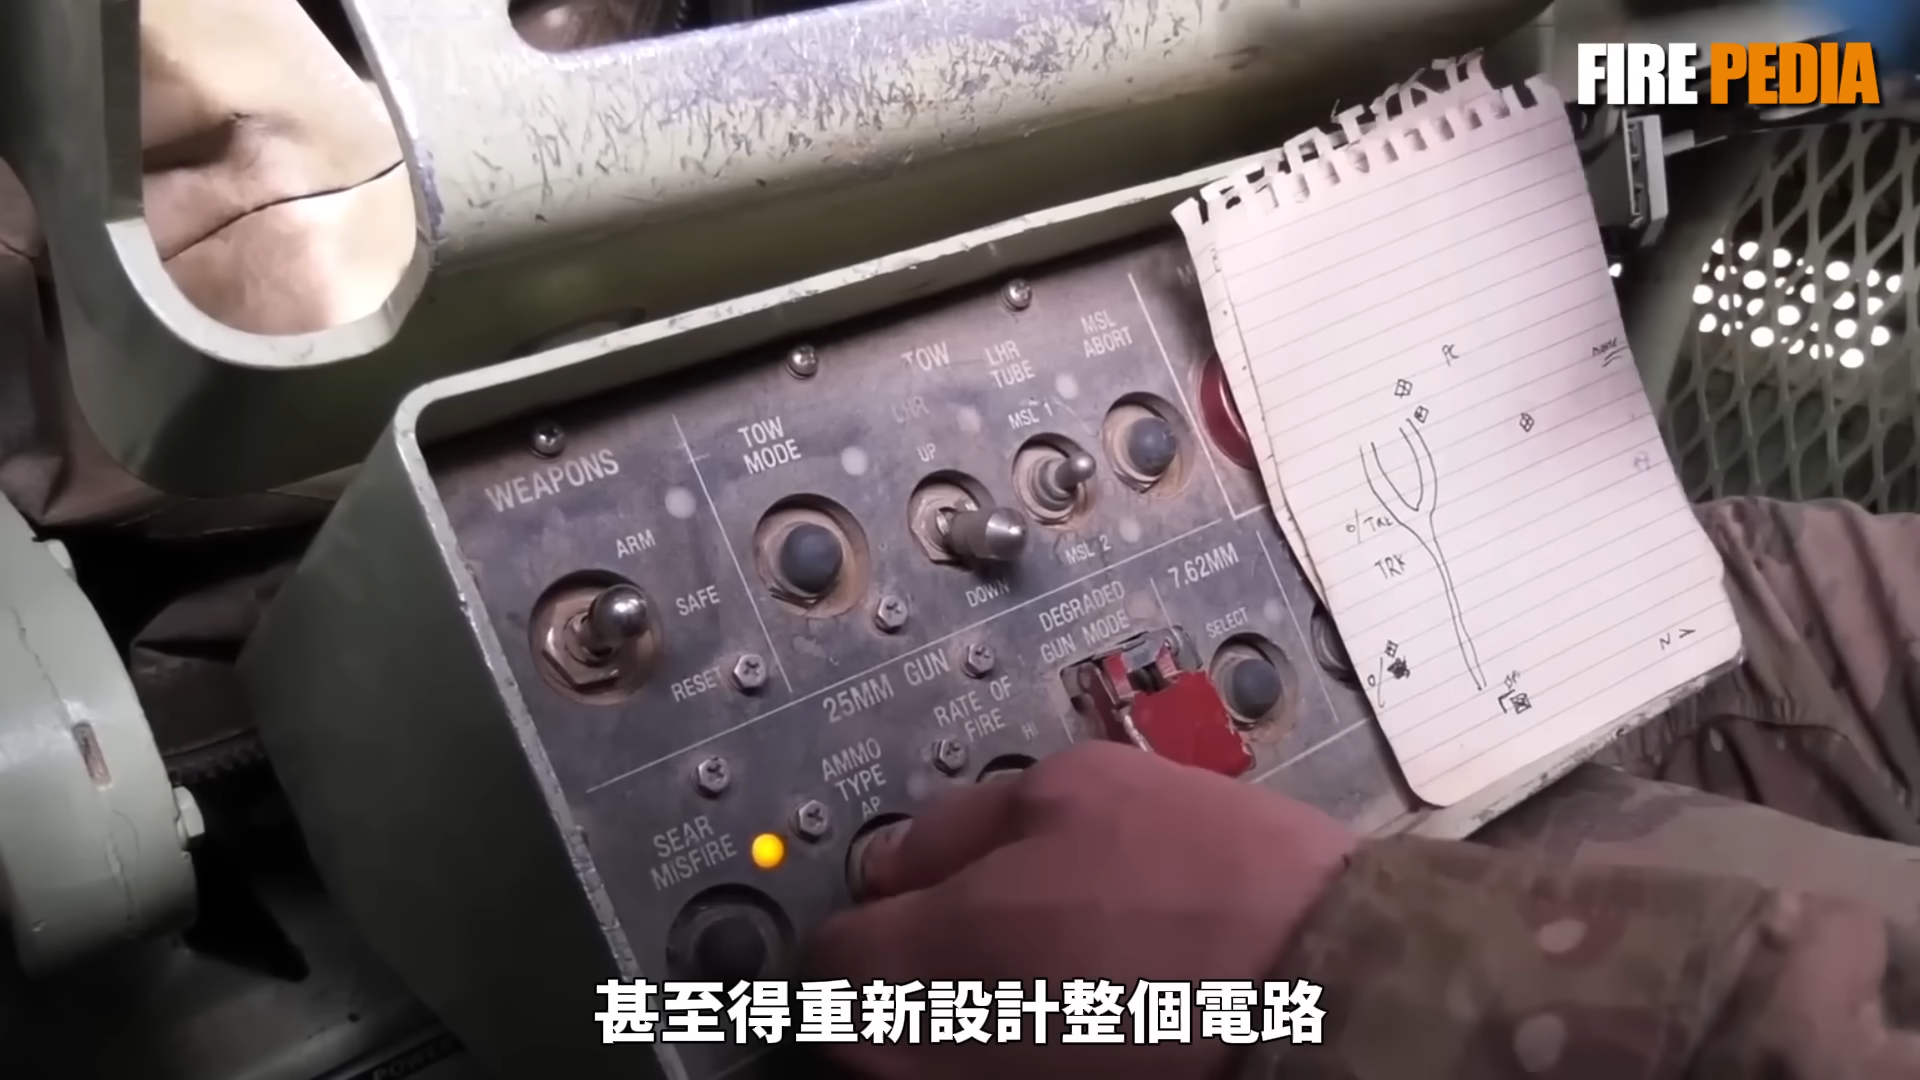 FIRE PEDIA
WEAPONS
ARM
SAFE
RESET
TOW
MODE
TOW
LHR
UP
DOWN
LHR
TUBE
MSL 1
MSL 2
MSL
ABORT
25MM GUN
SEAR
MISFIRE
AMMO
TYPE
AP
RATE OF
FIRE
HI
DEGRADED
GUN MODE
7.62MM
SELECT
TRK
N
POWER
甚至得重新設計整個電路